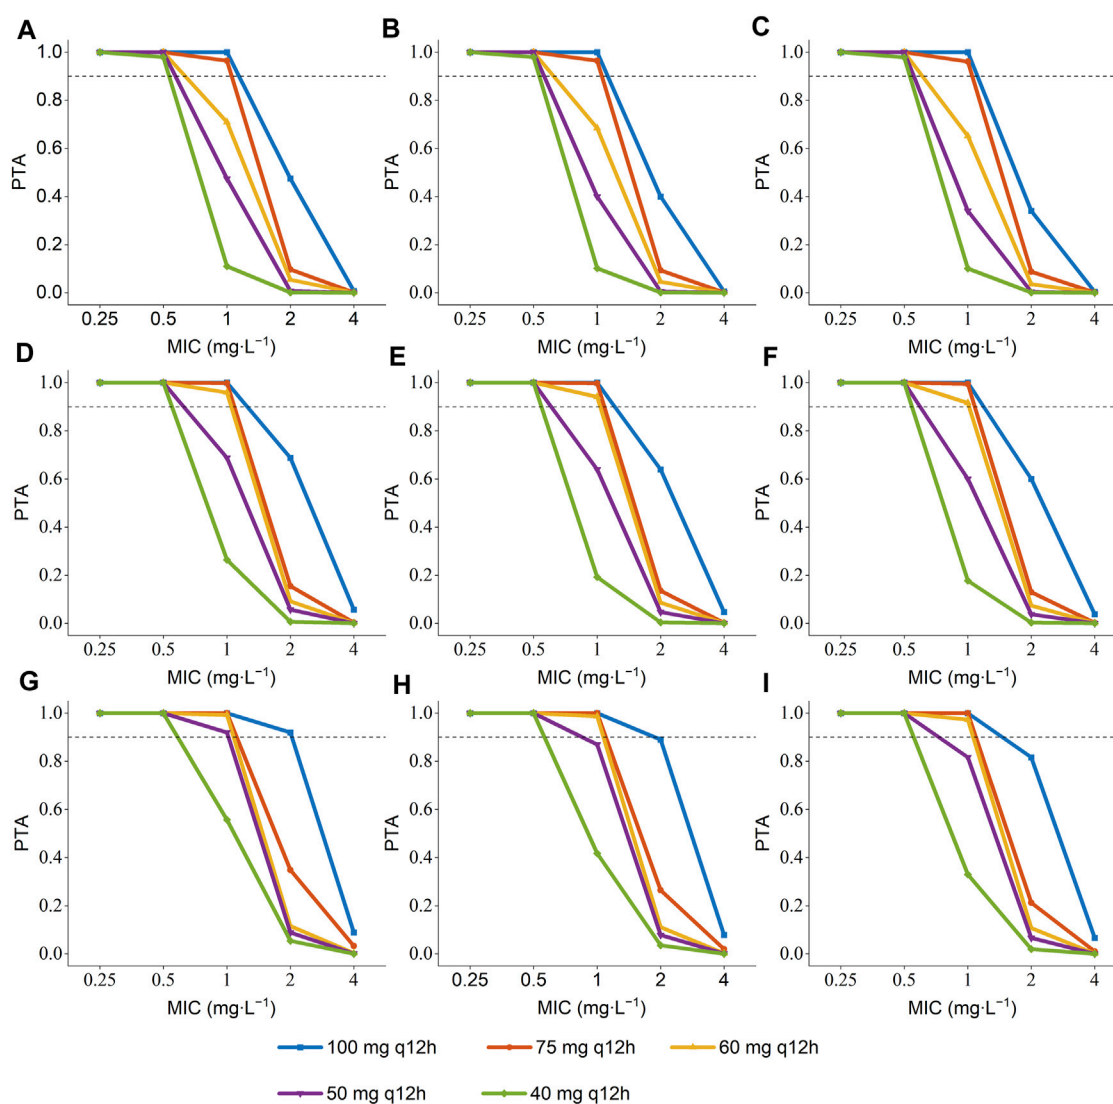 A B C
1.0 1.0 1.0
0.8 0.8 0.8
0.6 0.6 0.6
PTA PTA PTA
0.4 0.4 0.4
0.2 0.2 0.2
0.0 0.0 0.0
0.25 0.5 1 2 4 0.25 0.5 1 2 4 0.25 0.5 1 2 4
MIC (mg·L⁻¹) MIC (mg·L⁻¹) MIC (mg·L⁻¹)
D E F
1.0 1.0 1.0
0.8 0.8 0.8
0.6 0.6 0.6
PTA PTA PTA
0.4 0.4 0.4
0.2 0.2 0.2
0.0 0.0 0.0
0.25 0.5 1 2 4 0.25 0.5 1 2 4 0.25 0.5 1 2 4
MIC (mg·L⁻¹) MIC (mg·L⁻¹) MIC (mg·L⁻¹)
G H I
1.0 1.0 1.0
0.8 0.8 0.8
0.6 0.6 0.6
PTA PTA PTA
0.4 0.4 0.4
0.2 0.2 0.2
0.0 0.0 0.0
0.25 0.5 1 2 4 0.25 0.5 1 2 4 0.25 0.5 1 2 4
MIC (mg·L⁻¹) MIC (mg·L⁻¹) MIC (mg·L⁻¹)
100 mg q12h 75 mg q12h 60 mg q12h
50 mg q12h 40 mg q12h